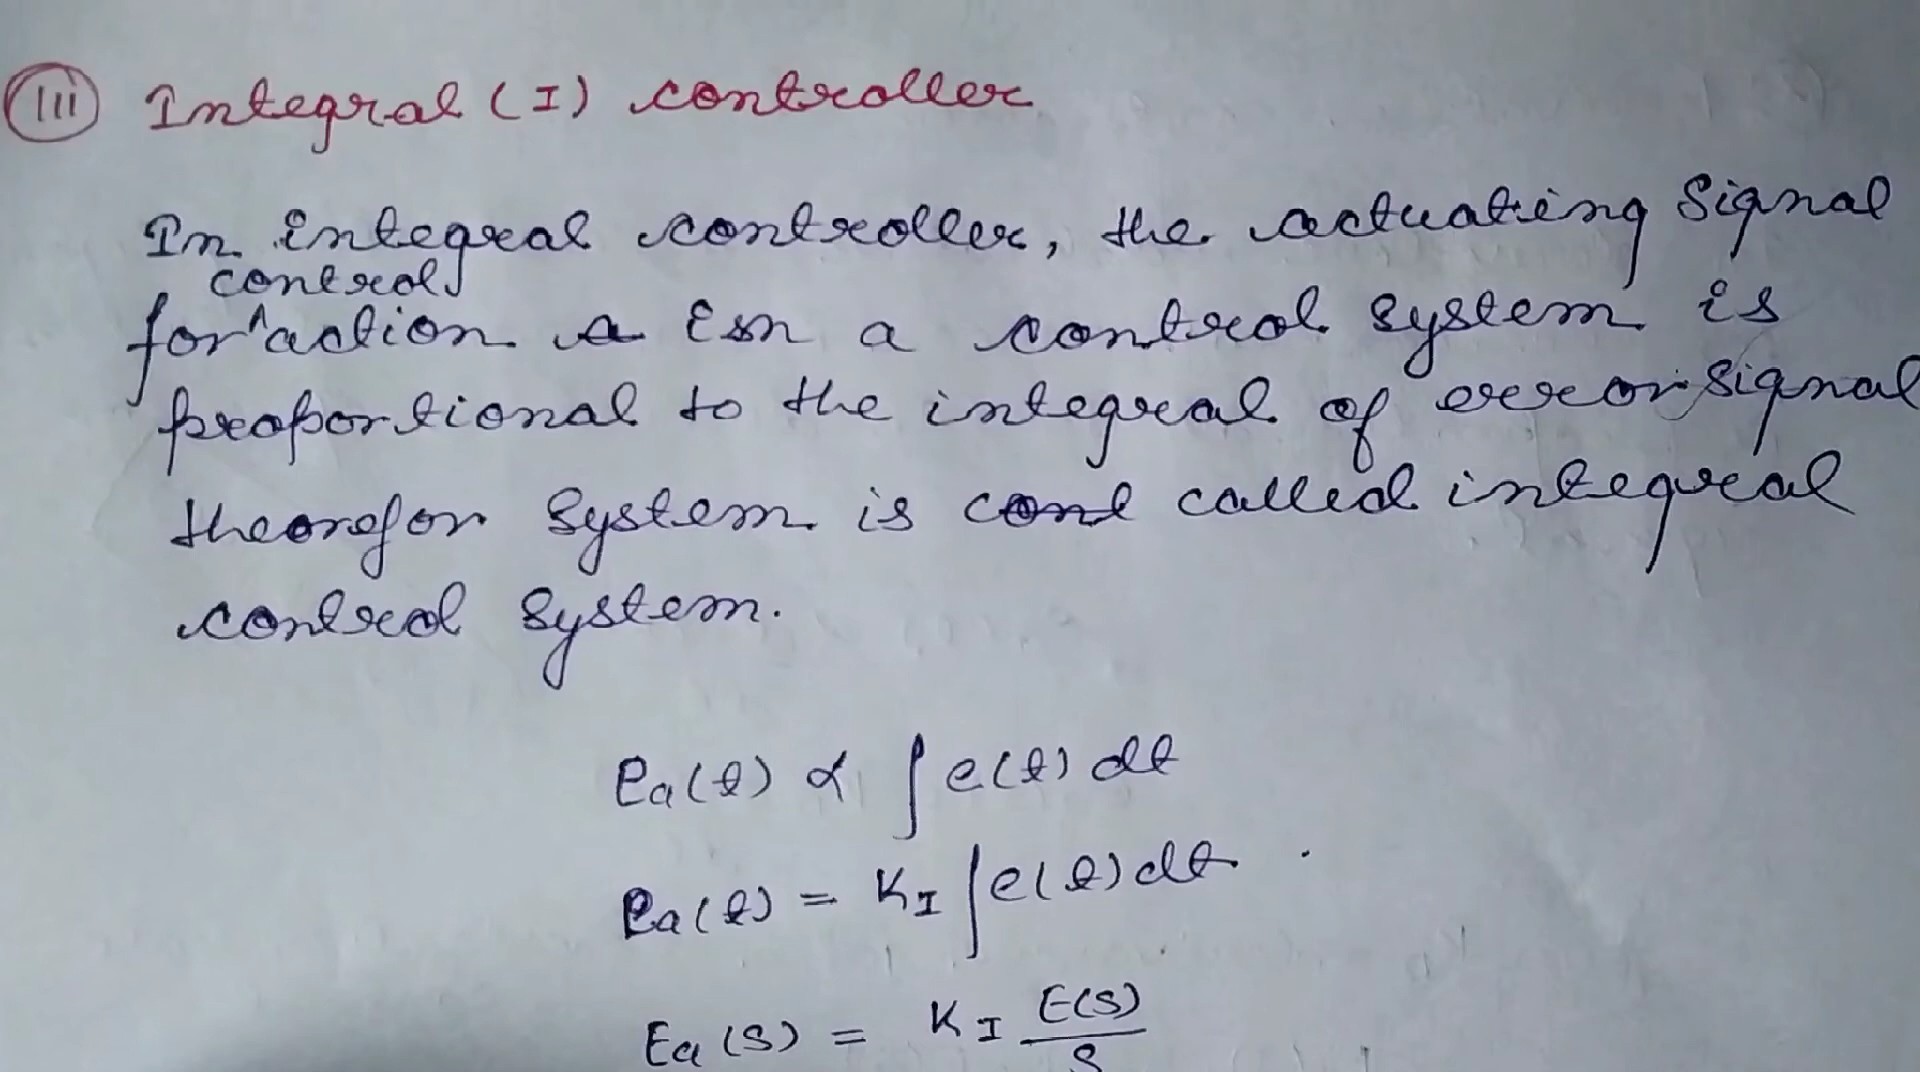 (iii) Integral (I) controller
In integral controller, the actuating signal
control
for ^ action in a control system is
proportional to the integral of error signal
therefor system is called integral
control system.
ea(t) ∝ ∫ e(t) dt
ea(t) = KI ∫ e(t) dt
Ea(s) = KI E(s)/s